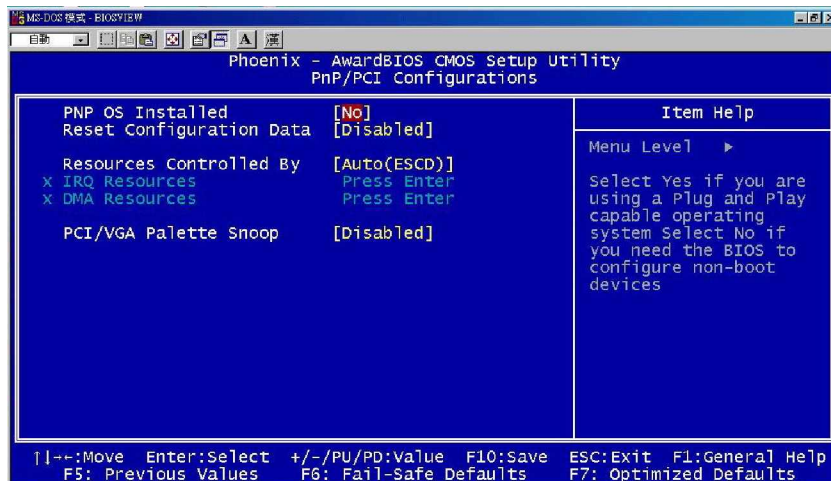 MS-DOS 模式 - BIOSVIEW
自動 A 漢
Phoenix - AwardBIOS CMOS Setup Utility
PnP/PCI Configurations
PNP OS Installed [No]
Reset Configuration Data [Disabled]
Resources Controlled By [Auto(ESCD)]
x IRQ Resources Press Enter
x DMA Resources Press Enter
PCI/VGA Palette Snoop [Disabled]
Item Help
Menu Level ►
Select Yes if you are
using a Plug and Play
capable operating
system Select No if
you need the BIOS to
configure non-boot
devices
↑↓→←:Move Enter:Select +/-/PU/PD:Value F10:Save ESC:Exit F1:General Help
F5: Previous Values F6: Fail-Safe Defaults F7: Optimized Defaults